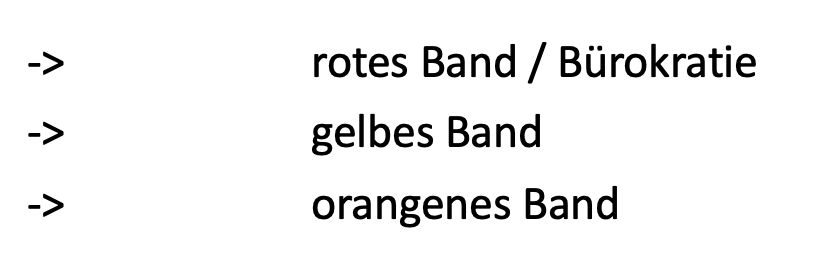 -> rotes Band / Bürokratie
-> gelbes Band
-> orangenes Band